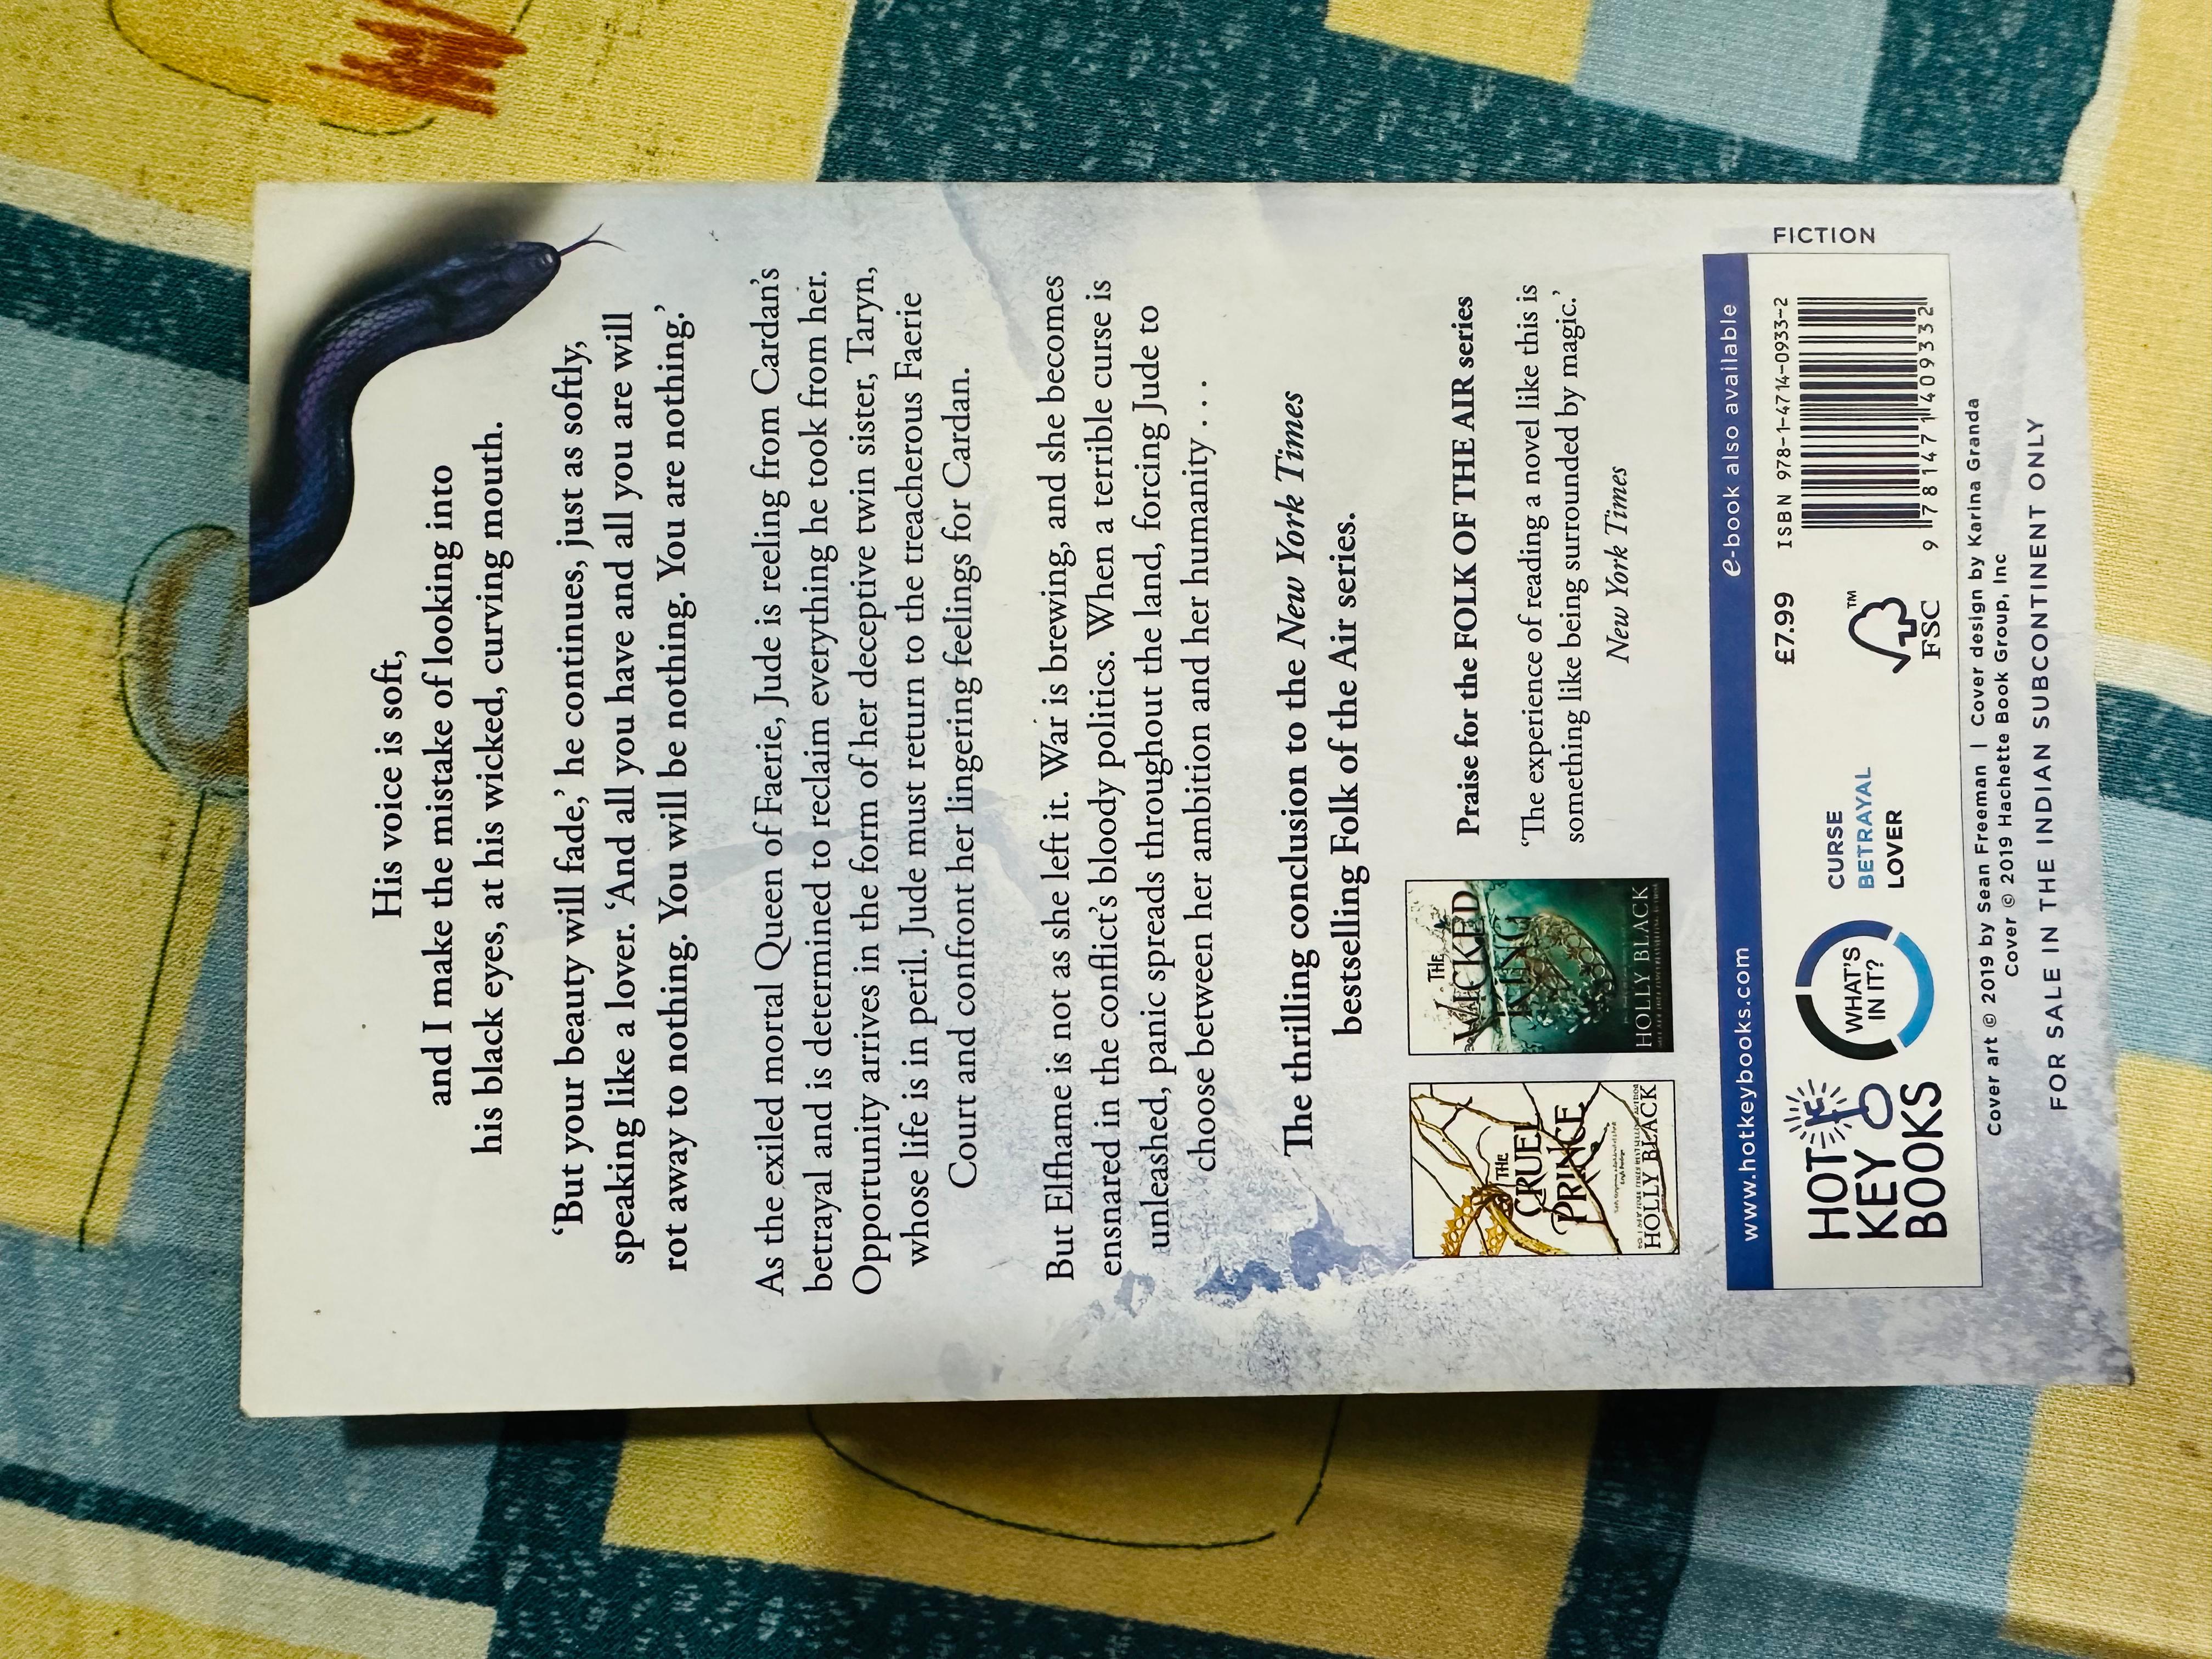 His voice is soft,
and I make the mistake of looking into
his black eyes, at his wicked, curving mouth.
‘But your beauty will fade,’ he continues, just as softly,
speaking like a lover. ‘And all you have and all you are will
rot away to nothing. You will be nothing. You are nothing.’
As the exiled mortal Queen of Faerie, Jude is reeling from Cardan’s
betrayal and is determined to reclaim everything he took from her.
Opportunity arrives in the form of her deceptive twin sister, Taryn,
whose life is in peril. Jude must return to the treacherous Faerie
Court and confront her lingering feelings for Cardan.
But Elfhame is not as she left it. War is brewing, and she becomes
ensnared in the conflict’s bloody politics. When a terrible curse is
unleashed, panic spreads throughout the land, forcing Jude to
choose between her ambition and her humanity . . .
The thrilling conclusion to the New York Times
bestselling Folk of the Air series.
THE
CRUEL
PRINCE
HOLLY BLACK
THE
WICKED
KING
HOLLY BLACK
Praise for the FOLK OF THE AIR series
‘The experience of reading a novel like this is
something like being surrounded by magic.’
New York Times
www.hotkeybooks.com
e-book also available
HOT
KEY
BOOKS
WHAT'S
IN IT?
CURSE
BETRAYAL
LOVER
£7.99
TM
FSC
ISBN 978-1-4714-0933-2
9 781471 409332
FICTION
Cover art © 2019 by Sean Freeman | Cover design by Karina Granda
Cover © 2019 Hachette Book Group, Inc
FOR SALE IN THE INDIAN SUBCONTINENT ONLY